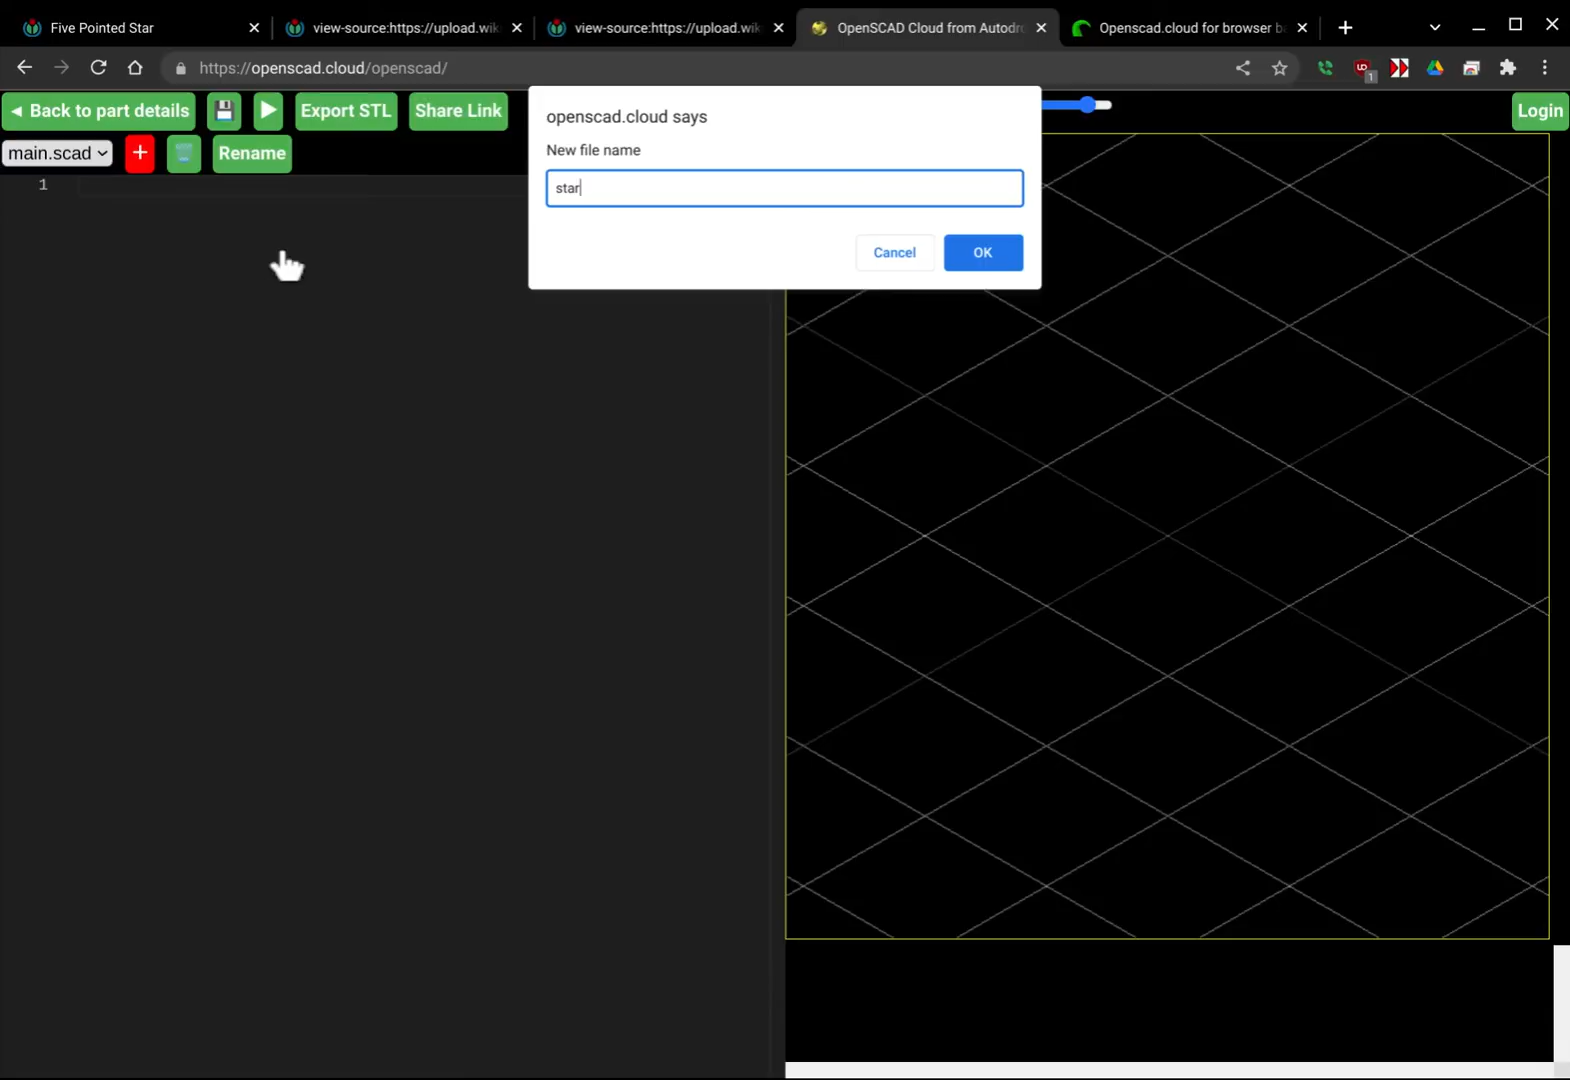 Five Pointed Star
view-source:https://upload.wik
view-source:https://upload.wik
OpenSCAD Cloud from Autodro
Openscad.cloud for browser b
https://openscad.cloud/openscad/
1
◄ Back to part details
Export STL
Share Link
Login
main.scad
+
Rename
1
openscad.cloud says
New file name
star
Cancel
OK